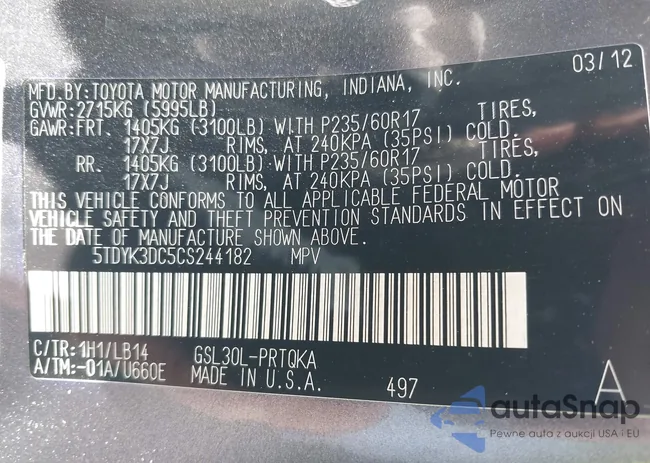 03/12
MFD.BY:TOYOTA MOTOR MANUFACTURING, INDIANA, INC.
GVWR:2715KG (5995LB)
GAWR:FRT. 1405KG (3100LB) WITH P235/60R17 TIRES,
17X7J RIMS, AT 240KPA (35PSI) COLD.
RR. 1405KG (3100LB) WITH P235/60R17 TIRES,
17X7J RIMS, AT 240KPA (35PSI) COLD.
THIS VEHICLE CONFORMS TO ALL APPLICABLE FEDERAL MOTOR
VEHICLE SAFETY AND THEFT PREVENTION STANDARDS IN EFFECT ON
THE DATE OF MANUFACTURE SHOWN ABOVE.
5TDYK3DC5CS244182 MPV
C/TR:1H1/LB14 GSL30L-PRTQKA
A/TM:-01A/U660E MADE IN U.S.A. 497 A
autaSnap
Pewne auta z aukcji USA i EU